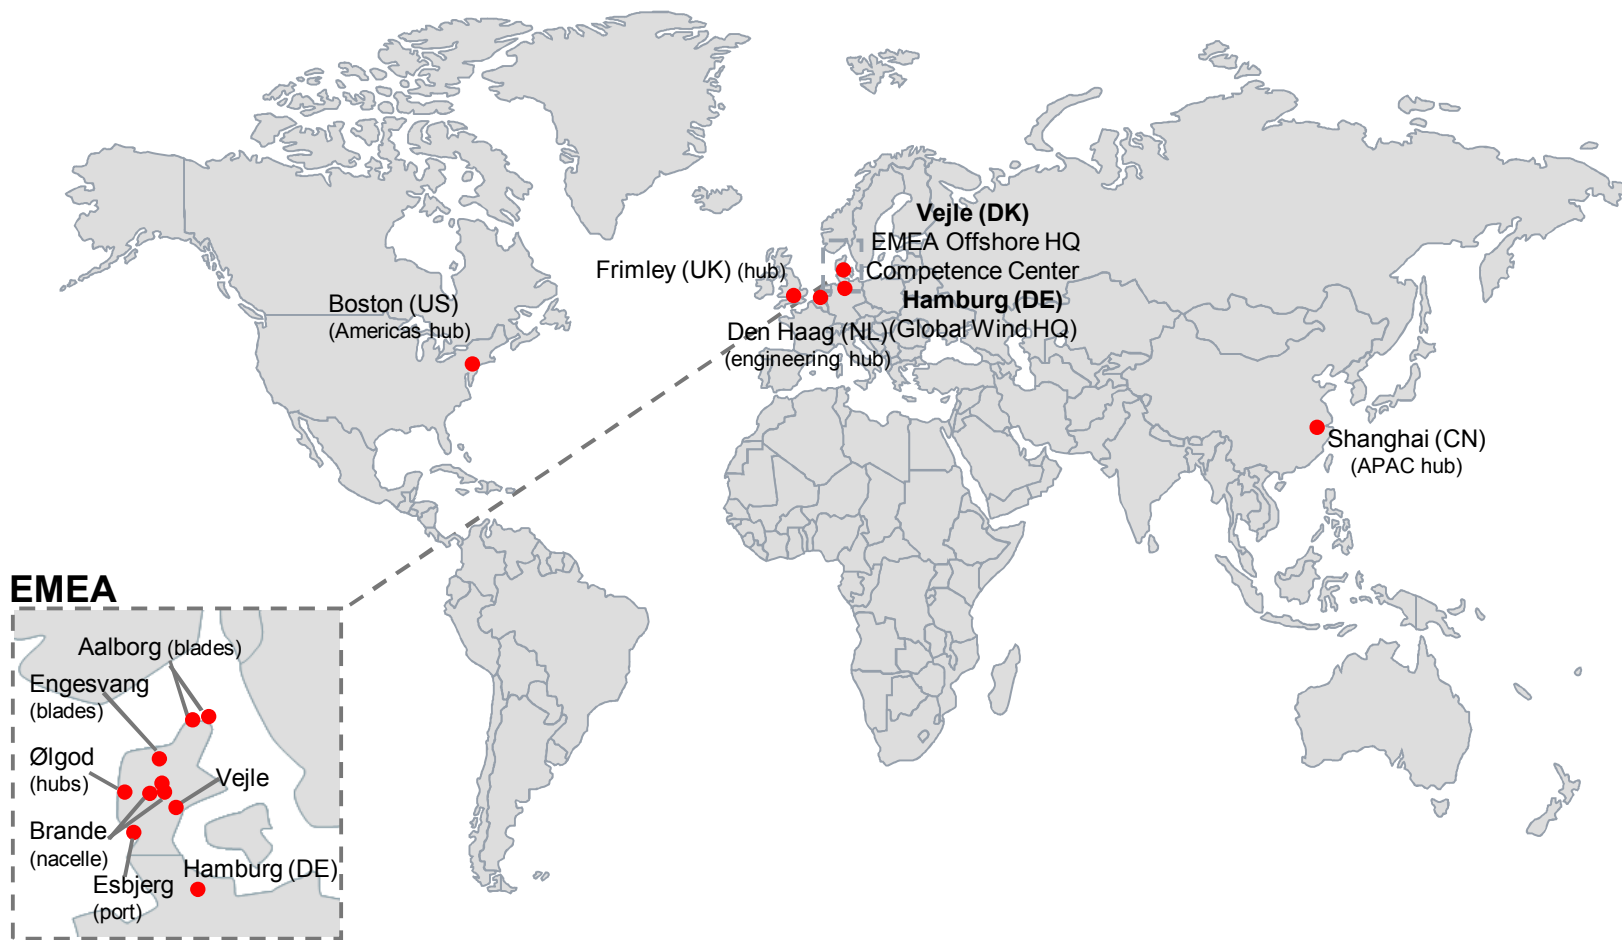 Vejle (DK)
EMEA Offshore HQ
Competence Center
Frimley (UK) (hub)
Hamburg (DE)
(Global Wind HQ)
Boston (US)
(Americas hub)
Den Haag (NL)
(engineering hub)
Shanghai (CN)
(APAC hub)
EMEA
Aalborg (blades)
Engesvang
(blades)
Ølgod
(hubs)
Vejle
Brande
(nacelle)
Hamburg (DE)
Esbjerg
(port)